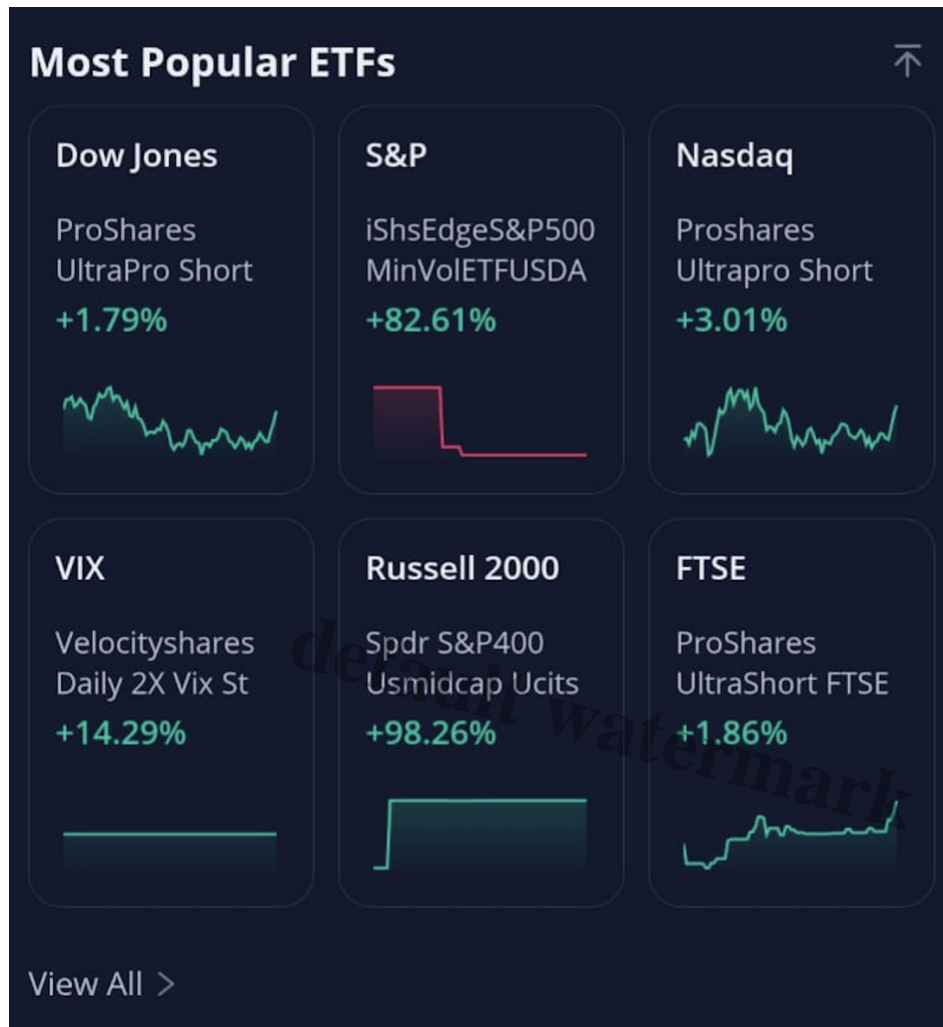 Most Popular ETFs
Dow Jones
ProShares
UltraPro Short
+1.79%
S&P
iShsEdgeS&P500
MinVolETFUSDA
+82.61%
Nasdaq
Proshares
Ultrapro Short
+3.01%
VIX
Velocityshares
Daily 2X Vix St
+14.29%
Russell 2000
Spdr S&P400
Usmidcap Ucits
+98.26%
FTSE
ProShares
UltraShort FTSE
+1.86%
default watermark
View All >